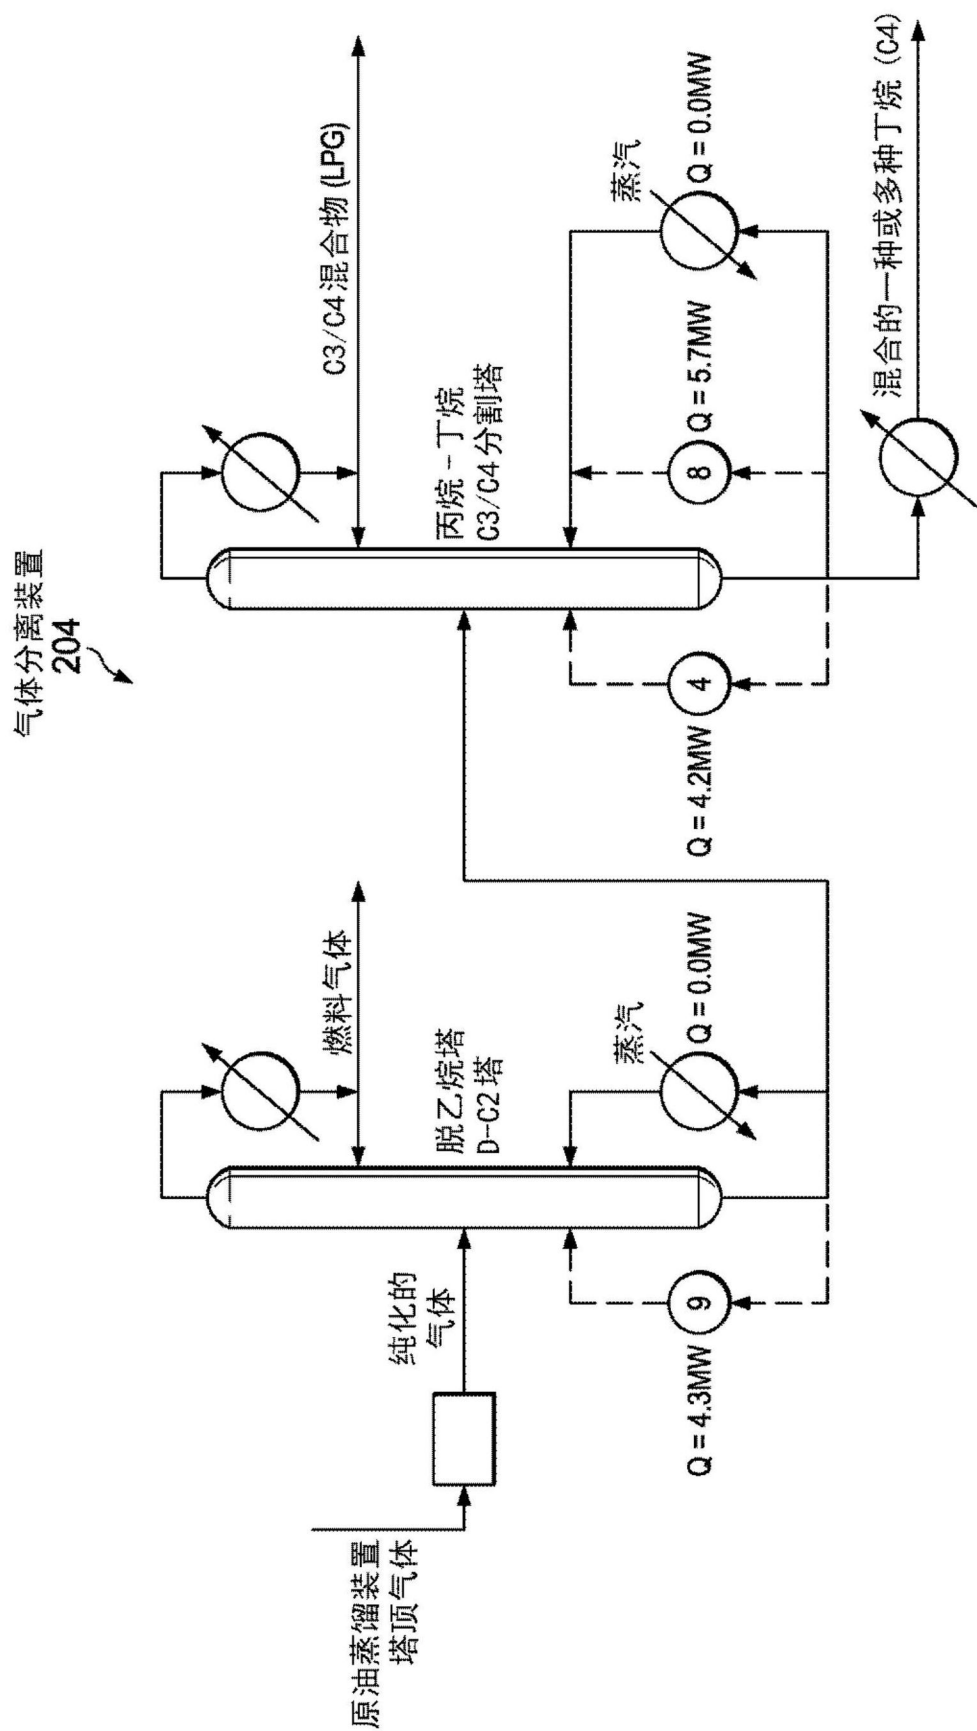 气体分离装置
204
原油蒸馏装置
塔顶气体
纯化的
气体
燃料气体
脱乙烷塔
D-C2塔
蒸汽
Q = 0.0MW
9
Q = 4.3MW
C3/C4混合物(LPG)
丙烷-丁烷
C3/C4分割塔
蒸汽
Q = 0.0MW
8
Q = 5.7MW
4
Q = 4.2MW
混合的一种或多种丁烷(C4)